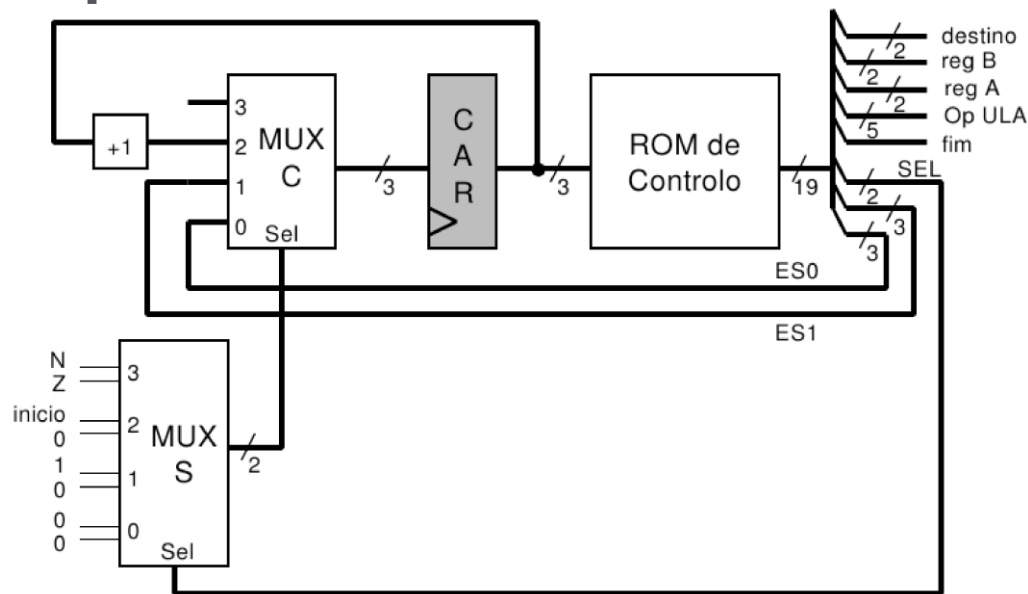 destino
2
reg B
2
reg A
2
Op ULA
5
fim
SEL
2
3
3
+1
3
2
1
0
MUX
C
Sel
3
C
A
R
3
ROM de
Controlo
19
ES0
ES1
N
Z
3
inicio
0
2
1
0
1
0
0
0
MUX
S
Sel
2